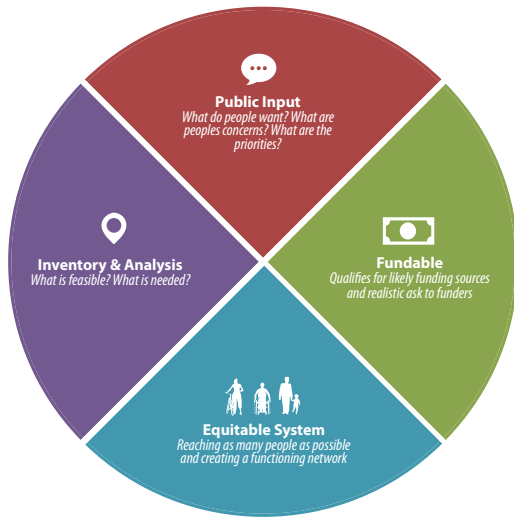 Public Input
What do people want? What are
peoples concerns? What are the
priorities?
Inventory & Analysis
What is feasible? What is needed?
Fundable
Qualifies for likely funding sources
and realistic ask to funders
Equitable System
Reaching as many people as possible
and creating a functioning network